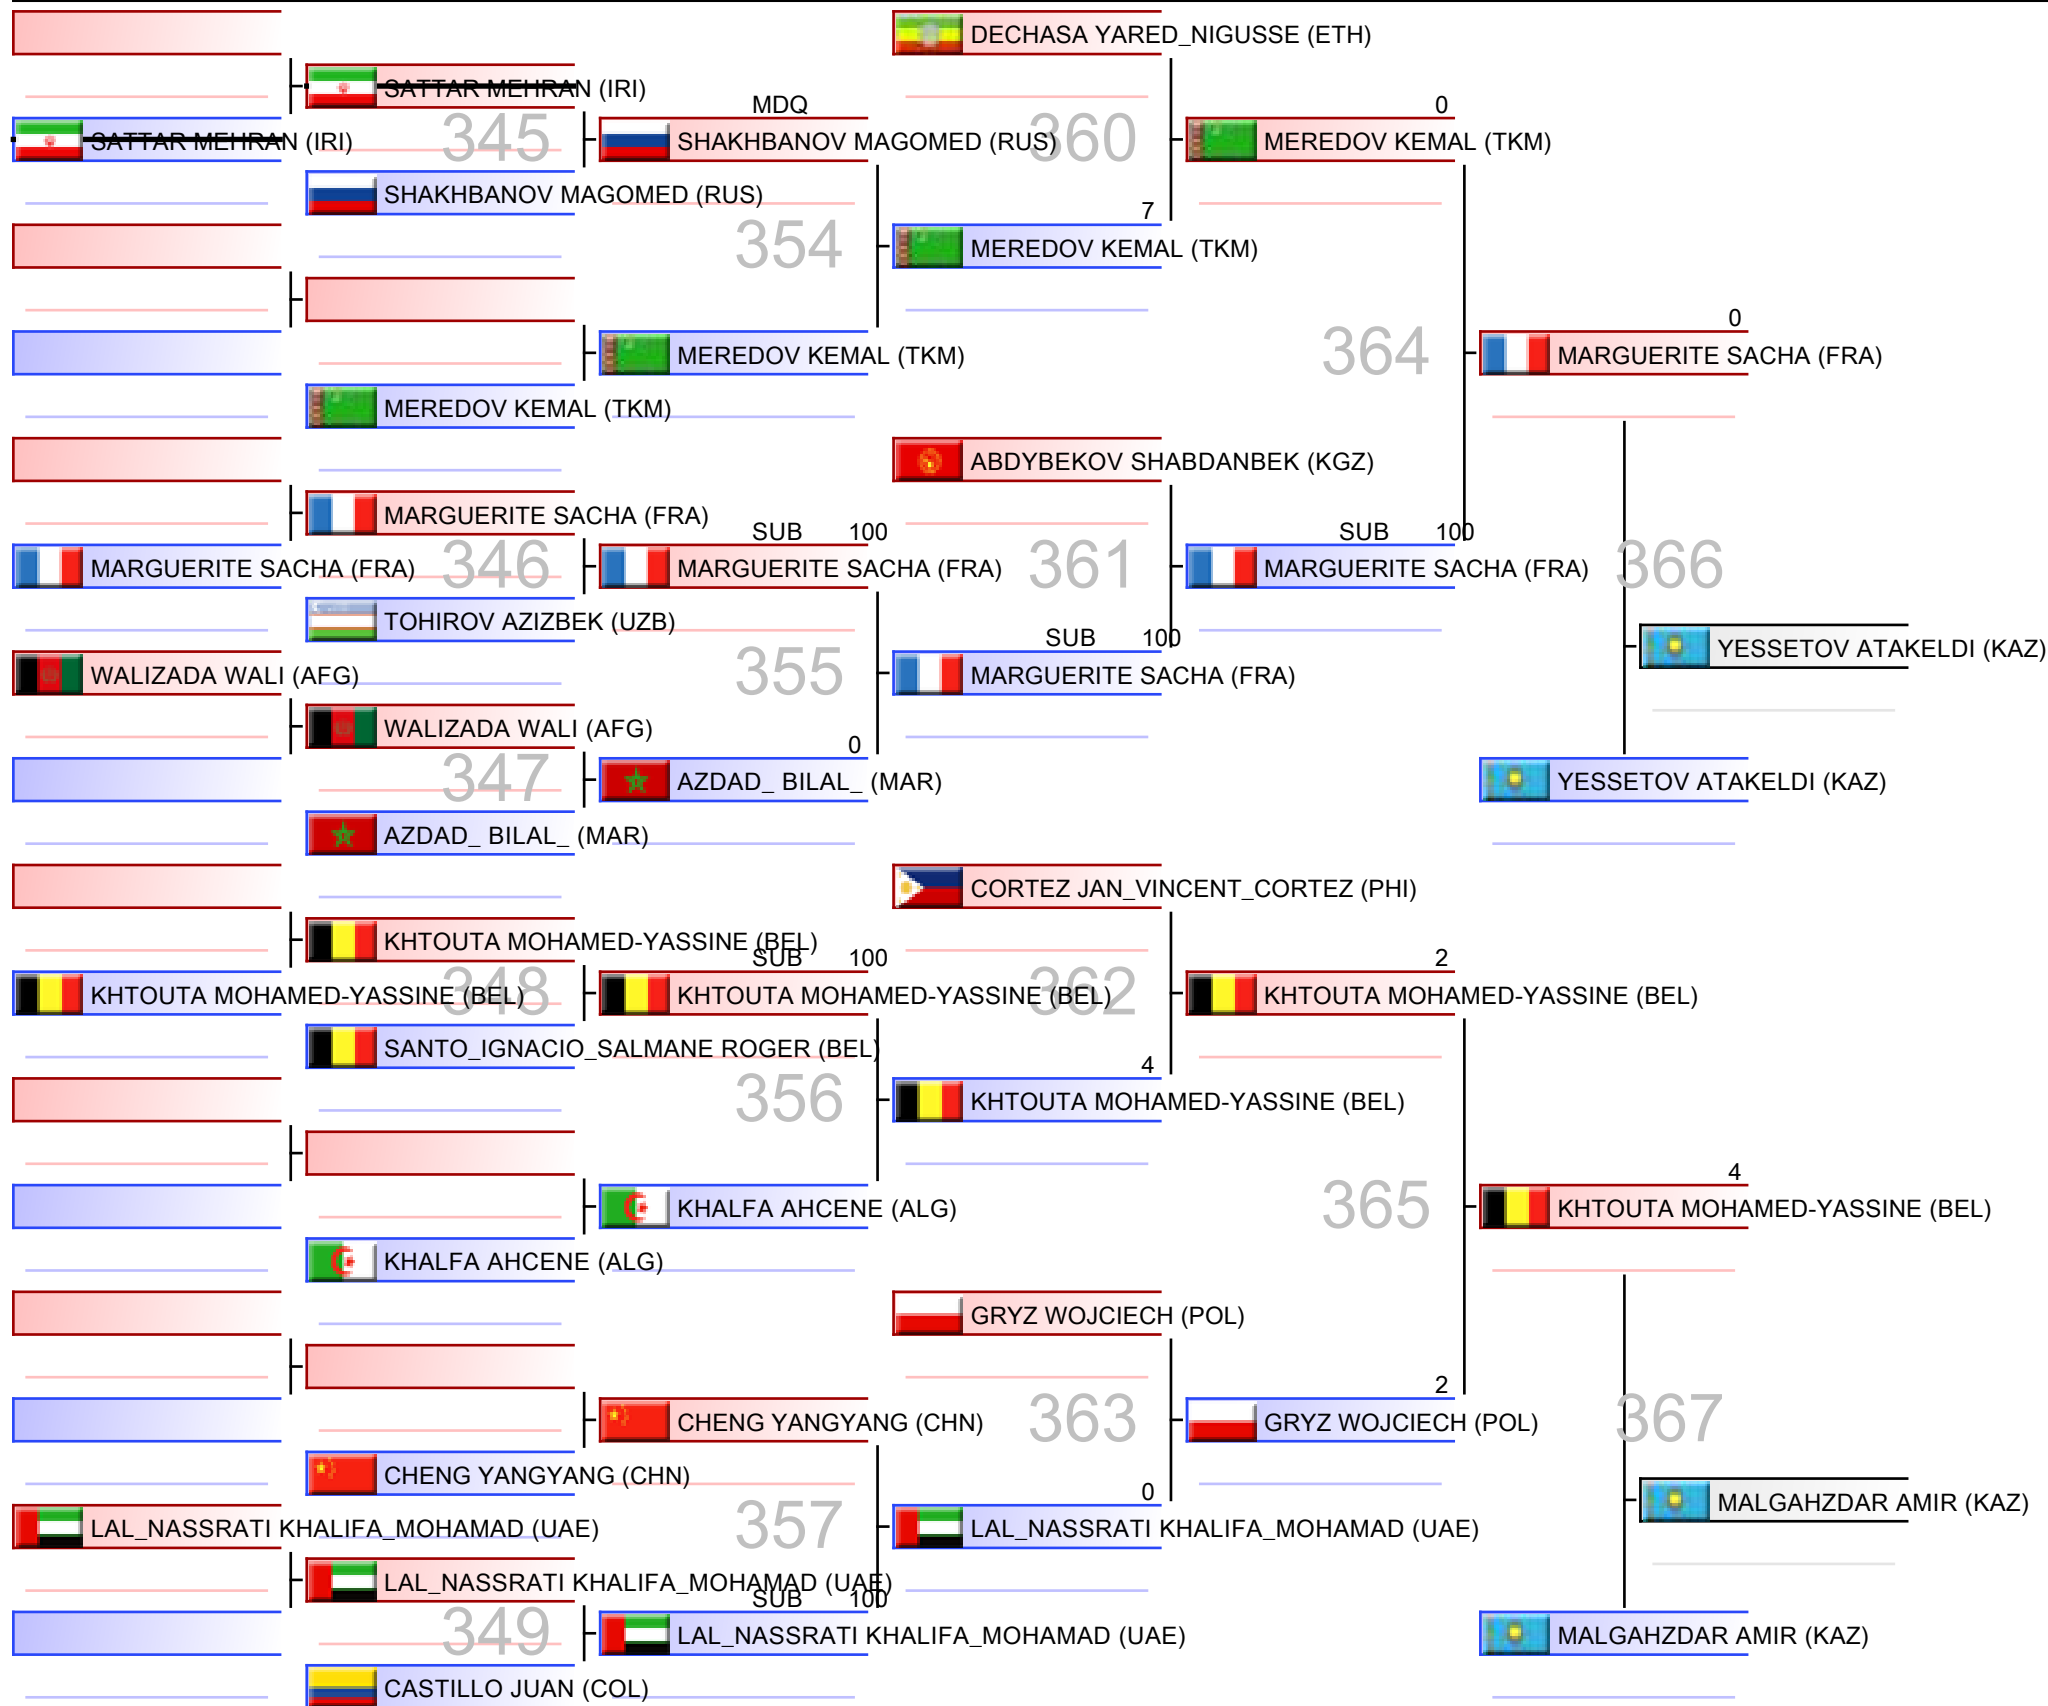 DECHASA YARED_NIGUSSE (ETH)
SATTAR MEHRAN (IRI)
MDQ
0
SATTAR MEHRAN (IRI)
345
SHAKHBANOV MAGOMED (RUS)
360
MEREDOV KEMAL (TKM)
SHAKHBANOV MAGOMED (RUS)
7
354
MEREDOV KEMAL (TKM)
0
MEREDOV KEMAL (TKM)
364
MARGUERITE SACHA (FRA)
MEREDOV KEMAL (TKM)
ABDYBEKOV SHABDANBEK (KGZ)
MARGUERITE SACHA (FRA)
SUB 100
SUB 100
MARGUERITE SACHA (FRA)
346
MARGUERITE SACHA (FRA)
361
MARGUERITE SACHA (FRA)
366
TOHIROV AZIZBEK (UZB)
SUB 100
YESSETOV ATAKELDI (KAZ)
WALIZADA WALI (AFG)
355
MARGUERITE SACHA (FRA)
WALIZADA WALI (AFG)
0
347
AZDAD_ BILAL_ (MAR)
YESSETOV ATAKELDI (KAZ)
AZDAD_ BILAL_ (MAR)
CORTEZ JAN_VINCENT_CORTEZ (PHI)
KHTOUTA MOHAMED-YASSINE (BEL)
SUB 100
2
KHTOUTA MOHAMED-YASSINE (BEL)
348
KHTOUTA MOHAMED-YASSINE (BEL)
362
KHTOUTA MOHAMED-YASSINE (BEL)
SANTO_IGNACIO_SALMANE ROGER (BEL)
4
356
KHTOUTA MOHAMED-YASSINE (BEL)
4
KHALFA AHCENE (ALG)
365
KHTOUTA MOHAMED-YASSINE (BEL)
KHALFA AHCENE (ALG)
GRYZ WOJCIECH (POL)
2
CHENG YANGYANG (CHN)
363
GRYZ WOJCIECH (POL)
367
CHENG YANGYANG (CHN)
0
MALGAHZDAR AMIR (KAZ)
LAL_NASSRATI KHALIFA_MOHAMAD (UAE)
357
LAL_NASSRATI KHALIFA_MOHAMAD (UAE)
LAL_NASSRATI KHALIFA_MOHAMAD (UAE)
SUB 100
349
LAL_NASSRATI KHALIFA_MOHAMAD (UAE)
MALGAHZDAR AMIR (KAZ)
CASTILLO JUAN (COL)